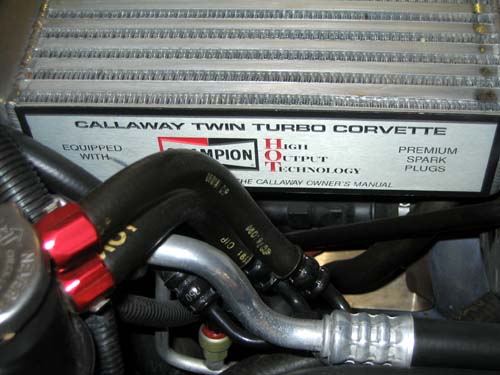 CALLAWAY TWIN TURBO CORVETTE
EQUIPPED WITH
CHAMPION
HIGH OUTPUT TECHNOLOGY
PREMIUM SPARK PLUGS
THE CALLAWAY OWNER'S MANUAL